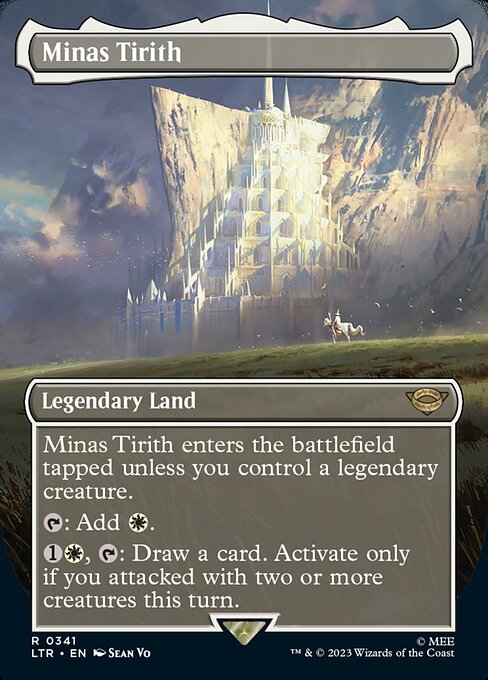 Minas Tirith
Legendary Land
Minas Tirith enters the battlefield
tapped unless you control a legendary
creature.
: Add .
1, : Draw a card. Activate only
if you attacked with two or more
creatures this turn.
R 0341
LTR • EN Sean Vo
© MEE
™ & © 2023 Wizards of the Coast